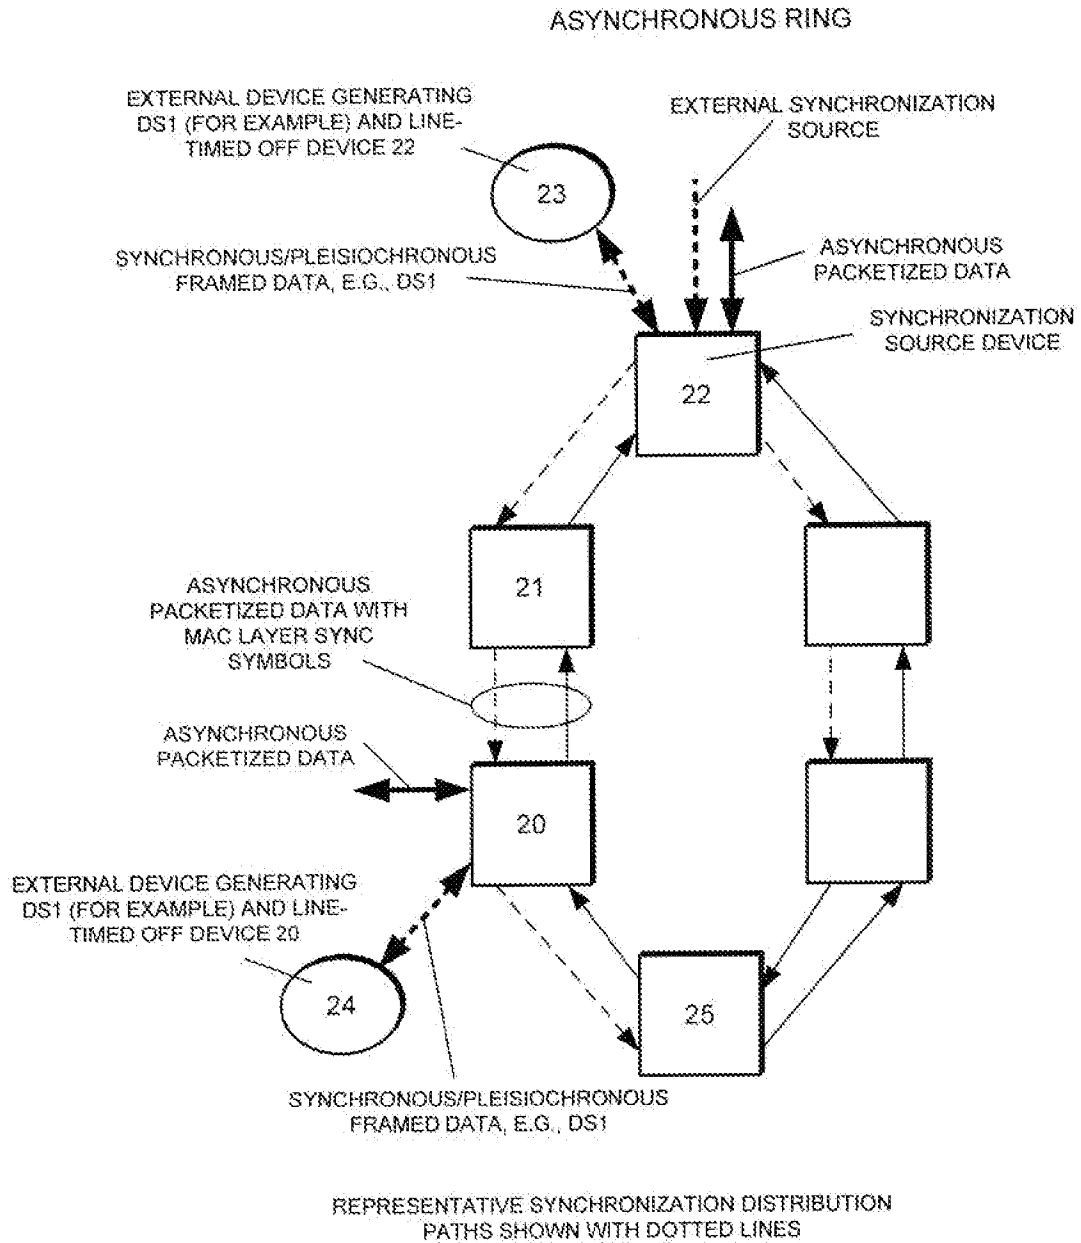 ASYNCHRONOUS RING
EXTERNAL DEVICE GENERATING
DS1 (FOR EXAMPLE) AND LINE-
TIMED OFF DEVICE 22
EXTERNAL SYNCHRONIZATION
SOURCE
23
SYNCHRONOUS/PLEISIOCHRONOUS
FRAMED DATA, E.G., DS1
ASYNCHRONOUS
PACKETIZED DATA
SYNCHRONIZATION
SOURCE DEVICE
22
21
ASYNCHRONOUS
PACKETIZED DATA WITH
MAC LAYER SYNC
SYMBOLS
ASYNCHRONOUS
PACKETIZED DATA
20
EXTERNAL DEVICE GENERATING
DS1 (FOR EXAMPLE) AND LINE-
TIMED OFF DEVICE 20
24
25
SYNCHRONOUS/PLEISIOCHRONOUS
FRAMED DATA, E.G., DS1
REPRESENTATIVE SYNCHRONIZATION DISTRIBUTION
PATHS SHOWN WITH DOTTED LINES